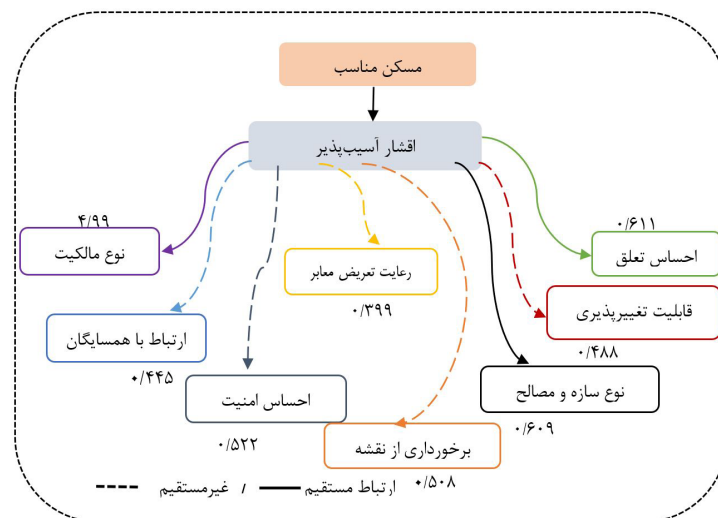 مسکن مناسب
اقشار آسیب‌پذیر
۰/۶۱۱
احساس تعلق
۴/۹۹
نوع مالکیت
رعایت تعریض معابر
۰/۳۹۹
قابلیت تغییرپذیری
۰/۴۸۸
ارتباط با همسایگان
۰/۴۴۵
نوع سازه و مصالح
۰/۶۰۹
احساس امنیت
۰/۵۲۲
برخورداری از نقشه
۰/۵۰۸
ارتباط مستقیم / غیرمستقیم